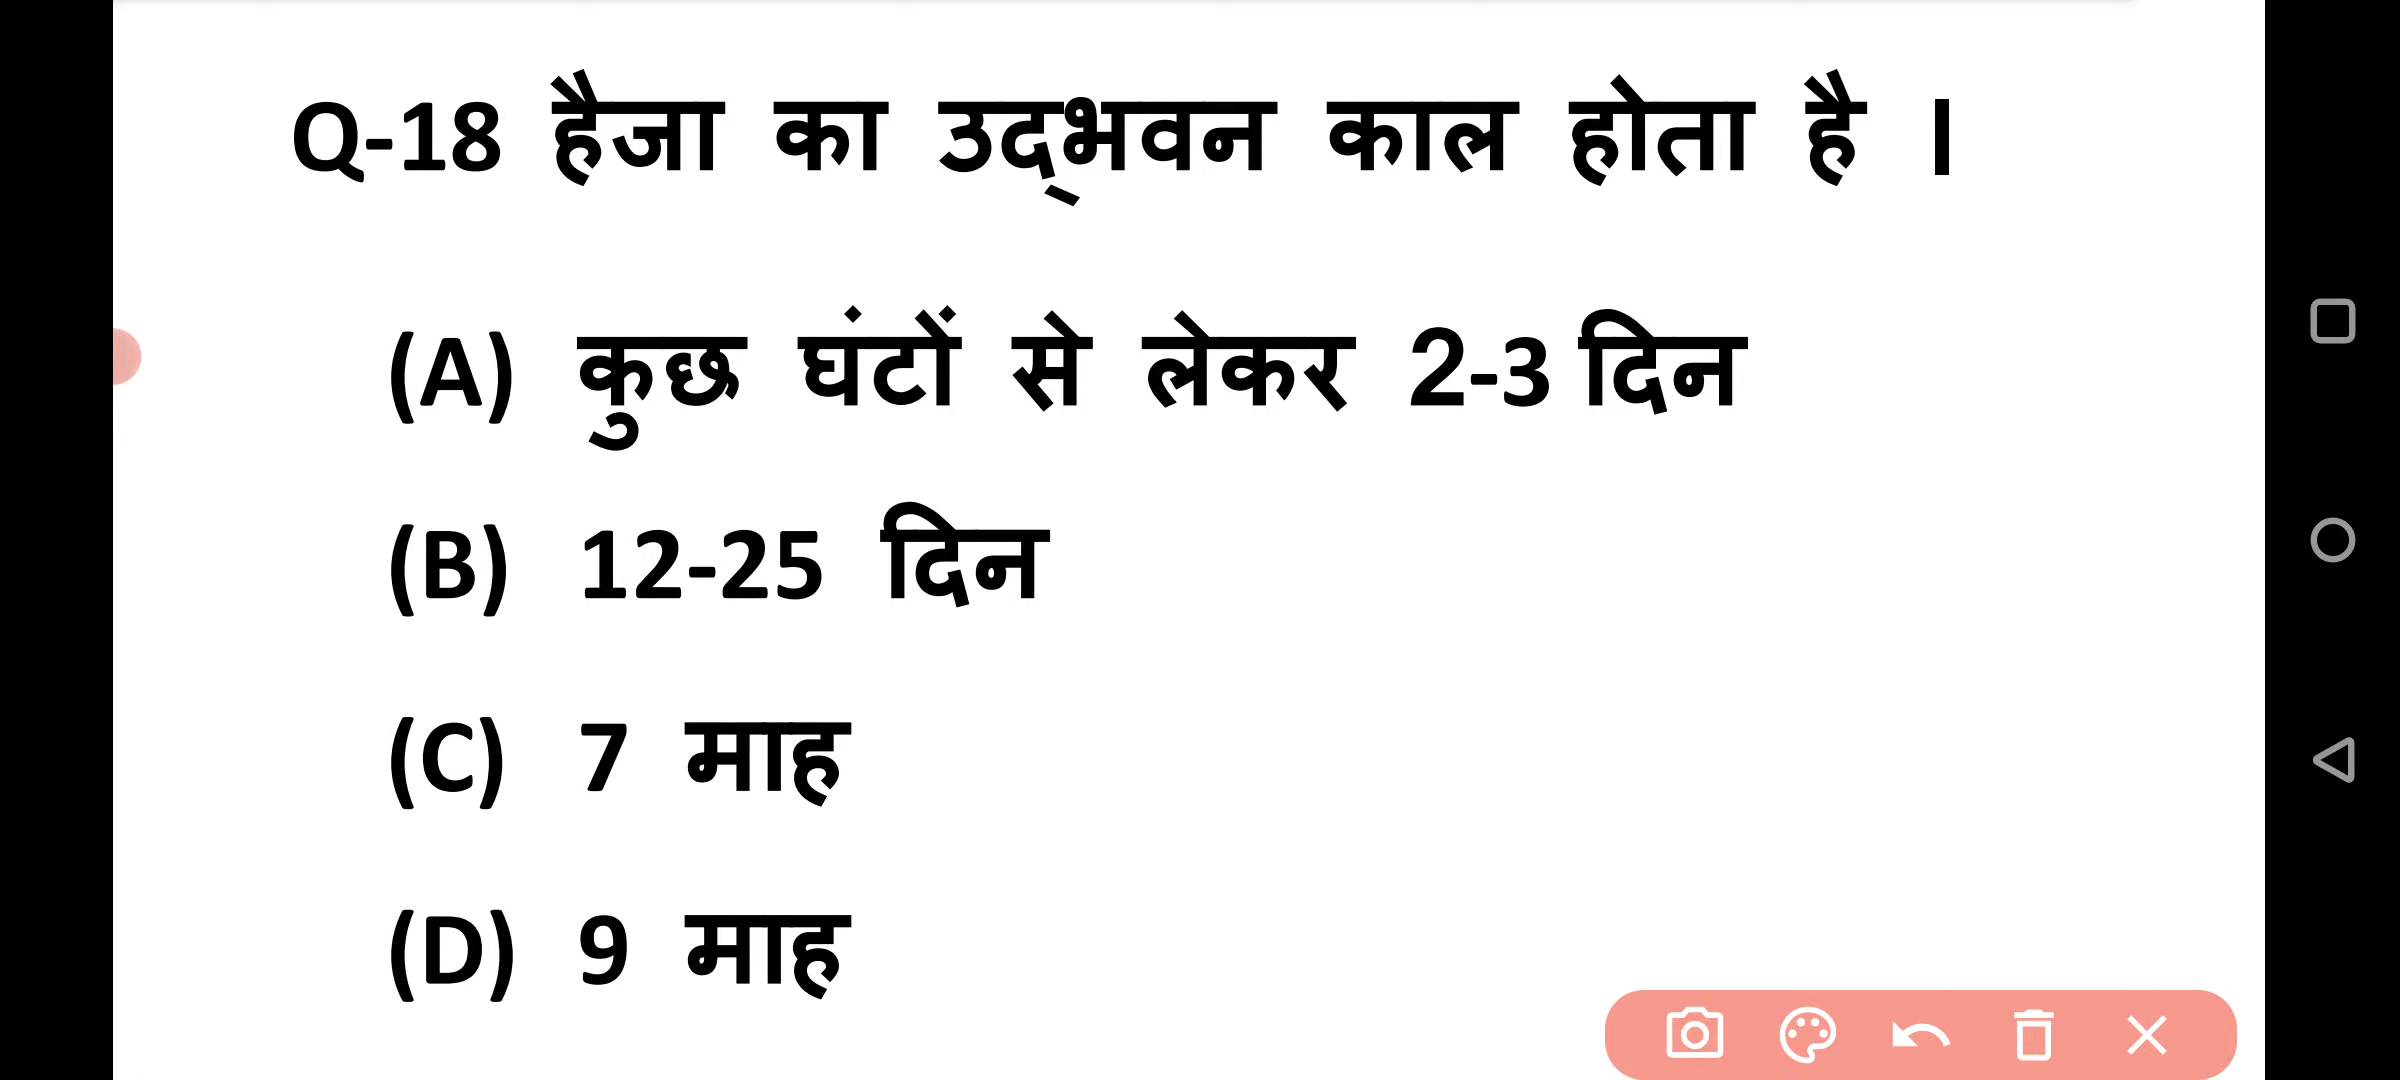 Q-18 हैजा का उद्भवन काल होता है ।
(A) कुछ घंटों से लेकर 2-3 दिन
(B) 12-25 दिन
(C) 7 माह
(D) 9 माह